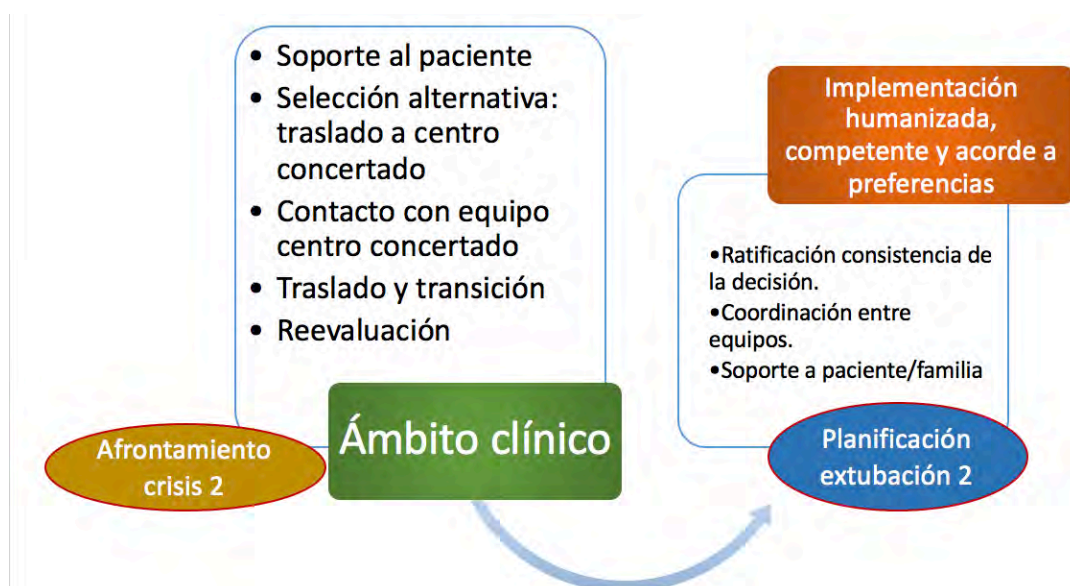 • Soporte al paciente
• Selección alternativa:
traslado a centro
concertado
• Contacto con equipo
centro concertado
• Traslado y transición
• Reevaluación
Ámbito clínico
Afrontamiento
crisis 2
Implementación
humanizada,
competente y acorde a
preferencias
•Ratificación consistencia de
la decisión.
•Coordinación entre
equipos.
•Soporte a paciente/familia
Planificación
extubación 2